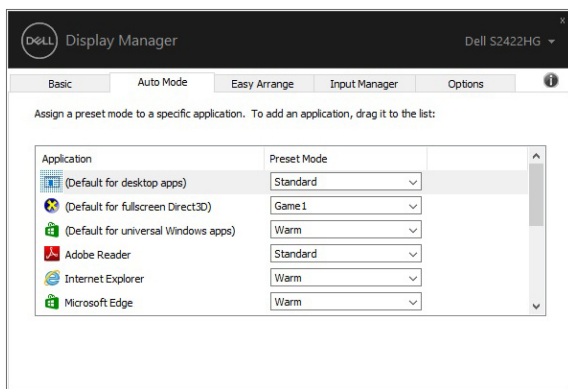 DELL Display Manager Dell S2422HG
x
Basic Auto Mode Easy Arrange Input Manager Options i
Assign a preset mode to a specific application. To add an application, drag it to the list:
Application Preset Mode
(Default for desktop apps) Standard
(Default for fullscreen Direct3D) Game1
(Default for universal Windows apps) Warm
Adobe Reader Standard
Internet Explorer Warm
Microsoft Edge Warm